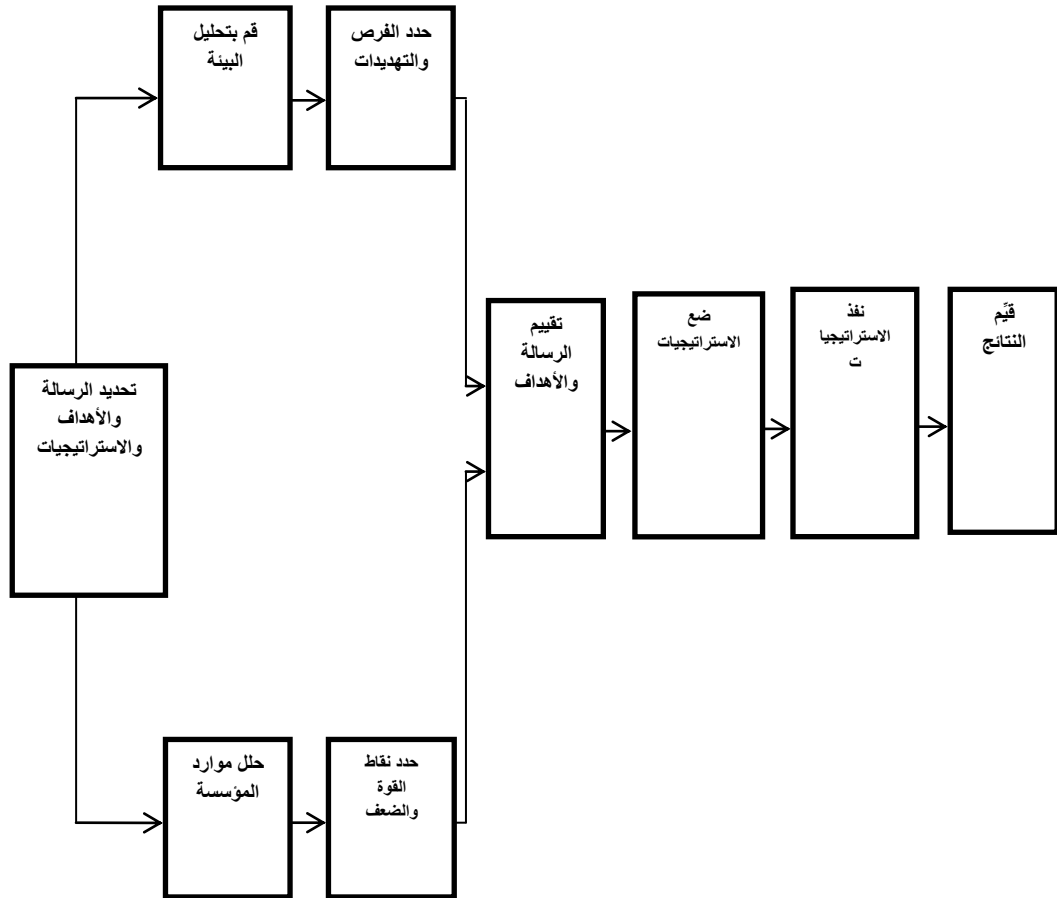 قم بتحليل
البيئة
حدد الفرص
والتهديدات
تحديد الرسالة
والأهداف
والاستراتيجيات
حلل موارد
المؤسسة
حدد نقاط
القوة
والضعف
تقييم
الرسالة
والأهداف
ضع
الاستراتيجيات
نفذ
الاستراتيجيا
ت
قيِّم
النتائج